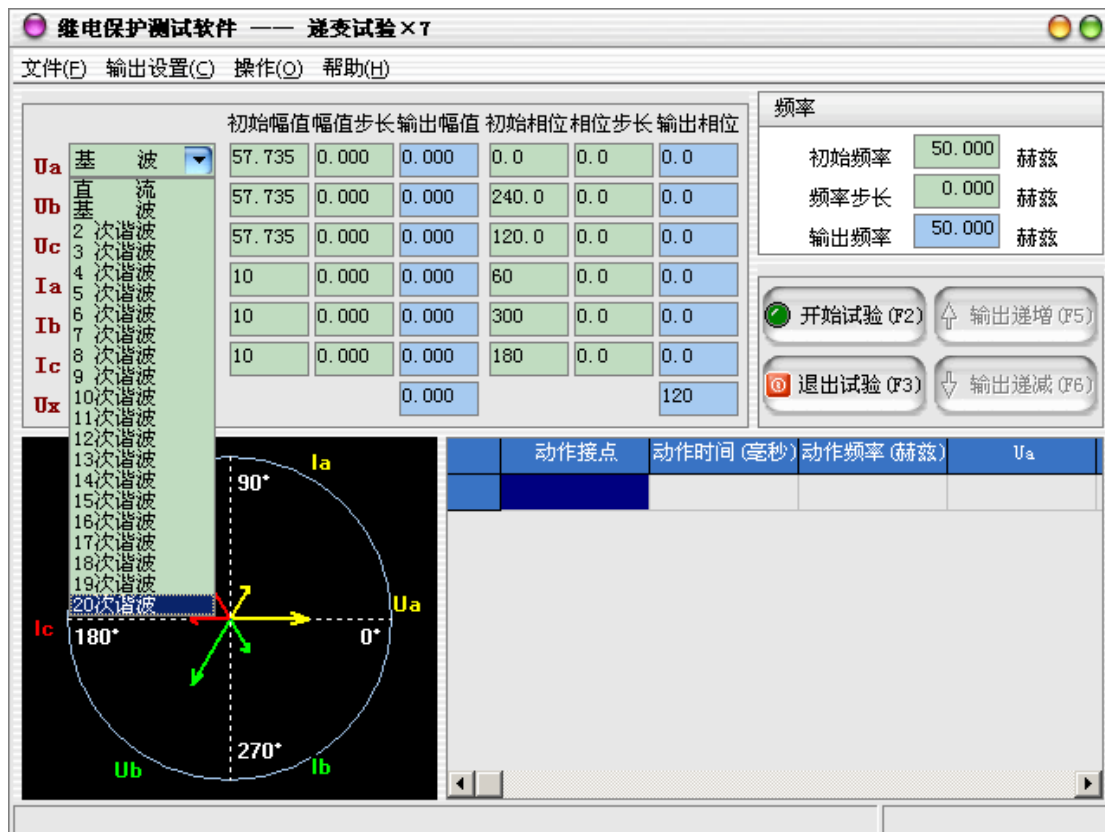 继电保护测试软件 —— 递变试验×7
文件(F) 输出设置(C) 操作(O) 帮助(H)
初始幅值 幅值步长 输出幅值 初始相位 相位步长 输出相位
Ua 基 波 57.735 0.000 0.000 0.0 0.0 0.0
Ub 57.735 0.000 0.000 240.0 0.0 0.0
Uc 57.735 0.000 0.000 120.0 0.0 0.0
Ia 10 0.000 0.000 60 0.0 0.0
Ib 10 0.000 0.000 300 0.0 0.0
Ic 10 0.000 0.000 180 0.0 0.0
Ux 0.000 120
直 流
基 波
2 次谐波
3 次谐波
4 次谐波
5 次谐波
6 次谐波
7 次谐波
8 次谐波
9 次谐波
10次谐波
11次谐波
12次谐波
13次谐波
14次谐波
15次谐波
16次谐波
17次谐波
18次谐波
19次谐波
20次谐波
频率
初始频率 50.000 赫兹
频率步长 0.000 赫兹
输出频率 50.000 赫兹
开始试验(F2) 输出递增(F5)
退出试验(F3) 输出递减(F6)
Ia
90°
Ua
0°
Ic
180°
270°
Ub
Ib
动作接点 动作时间(毫秒) 动作频率(赫兹) Ua